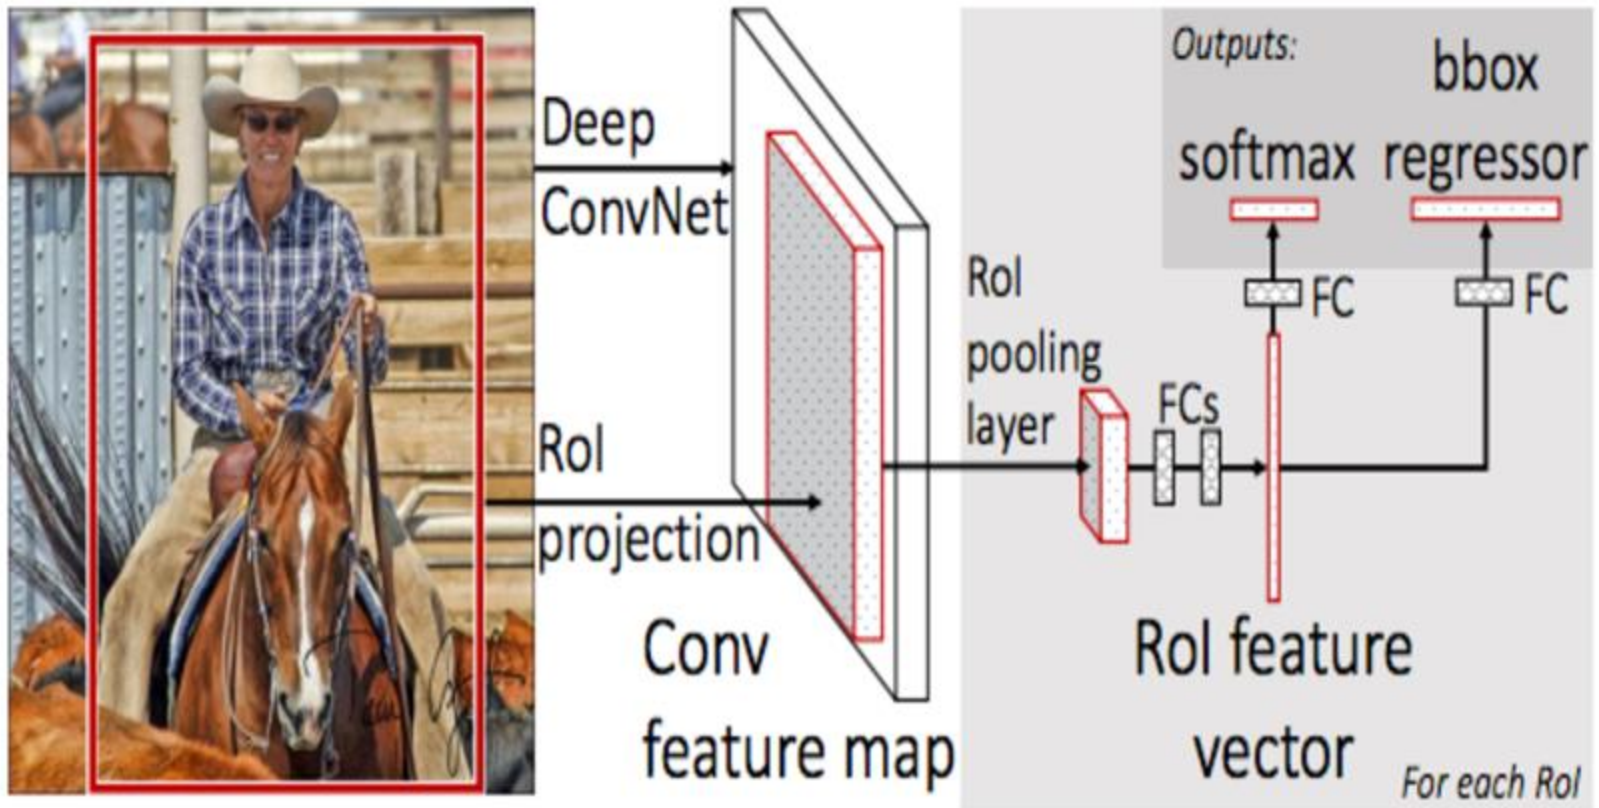 Deep
ConvNet
RoI
projection
Conv
feature map
RoI
pooling
layer
FCs
RoI feature
vector
For each RoI
Outputs:
softmax
bbox
regressor
FC
FC